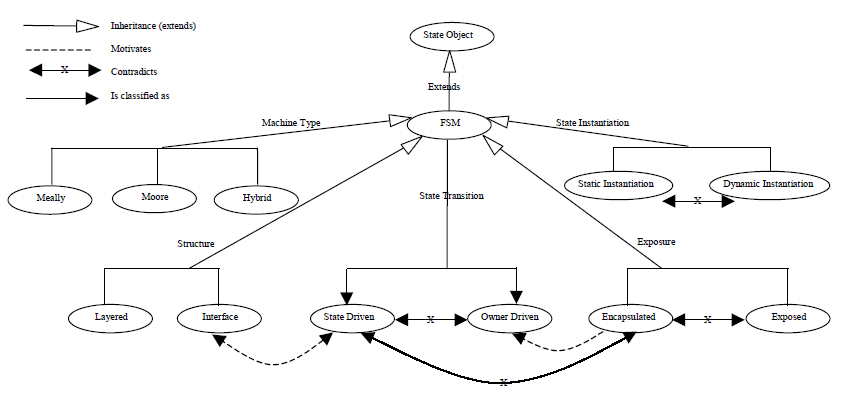 Inheritance (extends)
State Object
Motivates
X
Contradicts
Extends
Is classified as
Machine Type
FSM
State Instantiation
Static Instantiation
Dynamic Instantiation
Meally
Moore
Hybrid
State Transition
X
Structure
Exposure
Layered
Interface
State Driven
X
Owner Driven
Encapsulated
X
Exposed
X